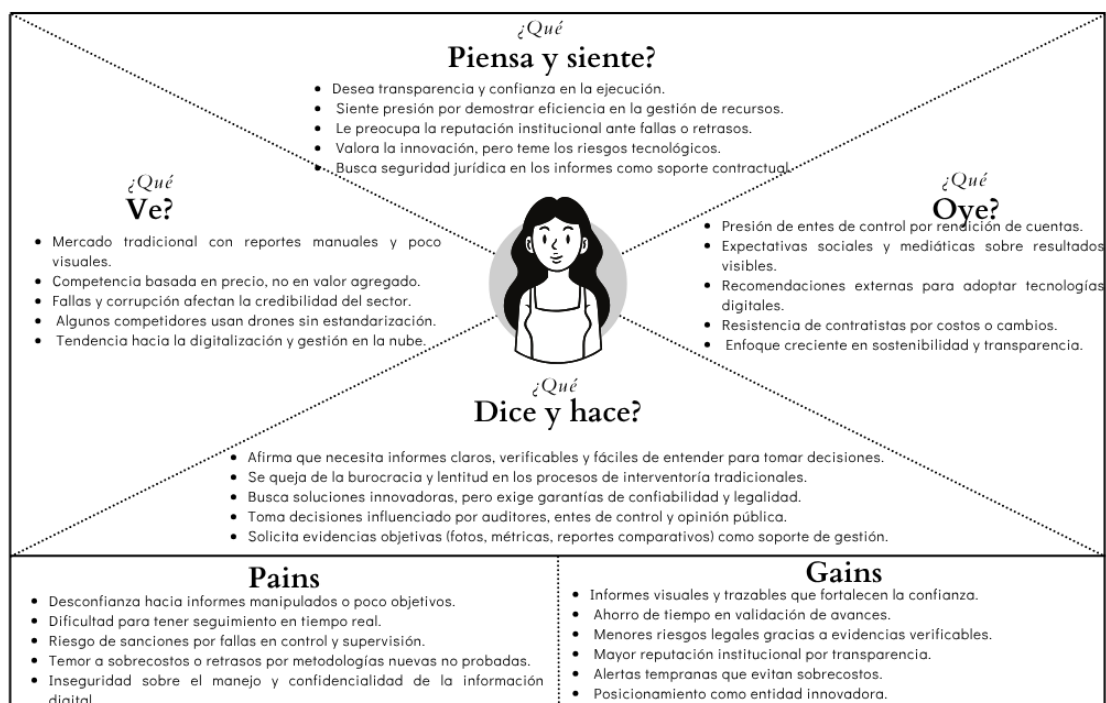 ¿Qué
Piensa y siente?
• Desea transparencia y confianza en la ejecución.
• Siente presión por demostrar eficiencia en la gestión de recursos.
• Le preocupa la reputación institucional ante fallas o retrasos.
• Valora la innovación, pero teme los riesgos tecnológicos.
• Busca seguridad jurídica en los informes como soporte contractual.
¿Qué
Ve?
• Mercado tradicional con reportes manuales y poco
visuales.
• Competencia basada en precio, no en valor agregado.
• Fallas y corrupción afectan la credibilidad del sector.
• Algunos competidores usan drones sin estandarización.
• Tendencia hacia la digitalización y gestión en la nube.
¿Qué
Oye?
• Presión de entes de control por rendición de cuentas.
• Expectativas sociales y mediáticas sobre resultados
visibles.
• Recomendaciones externas para adoptar tecnologías
digitales.
• Resistencia de contratistas por costos o cambios.
• Enfoque creciente en sostenibilidad y transparencia.
¿Qué
Dice y hace?
• Afirma que necesita informes claros, verificables y fáciles de entender para tomar decisiones.
• Se queja de la burocracia y lentitud en los procesos de interventoría tradicionales.
• Busca soluciones innovadoras, pero exige garantías de confiabilidad y legalidad.
• Toma decisiones influenciado por auditores, entes de control y opinión pública.
• Solicita evidencias objetivas (fotos, métricas, reportes comparativos) como soporte de gestión.
Pains
• Desconfianza hacia informes manipulados o poco objetivos.
• Dificultad para tener seguimiento en tiempo real.
• Riesgo de sanciones por fallas en control y supervisión.
• Temor a sobrecostos o retrasos por metodologías nuevas no probadas.
• Inseguridad sobre el manejo y confidencialidad de la información
digital.
Gains
• Informes visuales y trazables que fortalecen la confianza.
• Ahorro de tiempo en validación de avances.
• Menores riesgos legales gracias a evidencias verificables.
• Mayor reputación institucional por transparencia.
• Alertas tempranas que evitan sobrecostos.
• Posicionamiento como entidad innovadora.